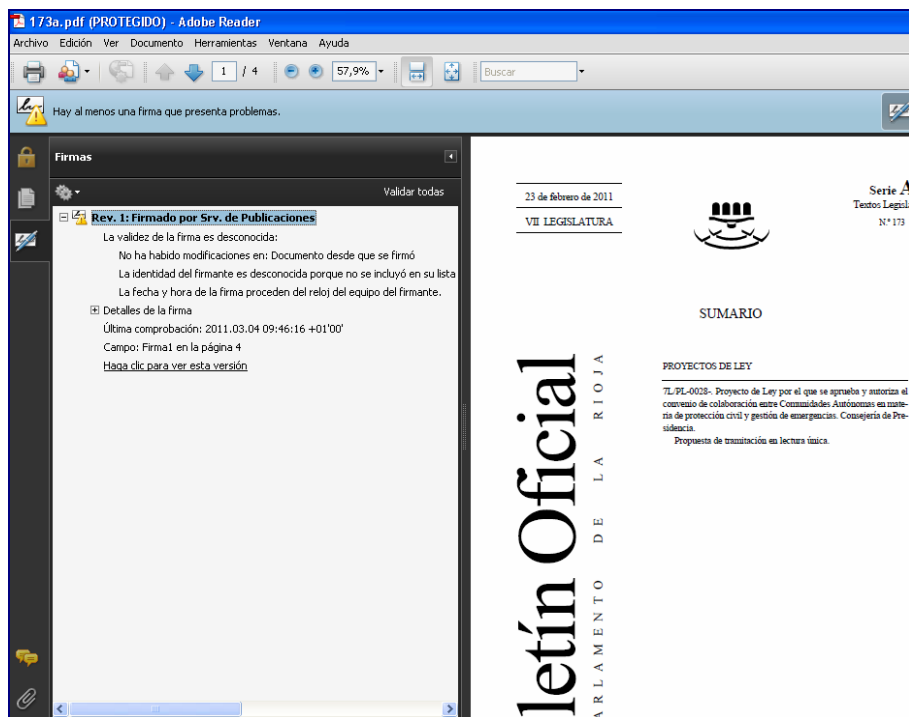 173a.pdf (PROTEGIDO) - Adobe Reader
Archivo Edición Ver Documento Herramientas Ventana Ayuda
1 / 4 57,9% Buscar
Hay al menos una firma que presenta problemas.
Firmas
Validar todas
Rev. 1: Firmado por Srv. de Publicaciones
La validez de la firma es desconocida:
No ha habido modificaciones en: Documento desde que se firmó
La identidad del firmante es desconocida porque no se incluyó en su lista
La fecha y hora de la firma proceden del reloj del equipo del firmante.
Detalles de la firma
Última comprobación: 2011.03.04 09:46:16 +01'00'
Campo: Firma1 en la página 4
Haga clic para ver esta versión
23 de febrero de 2011
VII LEGISLATURA
Serie A
Textos Legisla
N.º 173
SUMARIO
letín Oficial
ARLAMENTO DE LA RIOJA
PROYECTOS DE LEY
7L/PL-0028-. Proyecto de Ley por el que se aprueba y autoriza el
convenio de colaboración entre Comunidades Autónomas en mate-
ria de protección civil y gestión de emergencias. Consejería de Pre-
sidencia.
Propuesta de tramitación en lectura única.